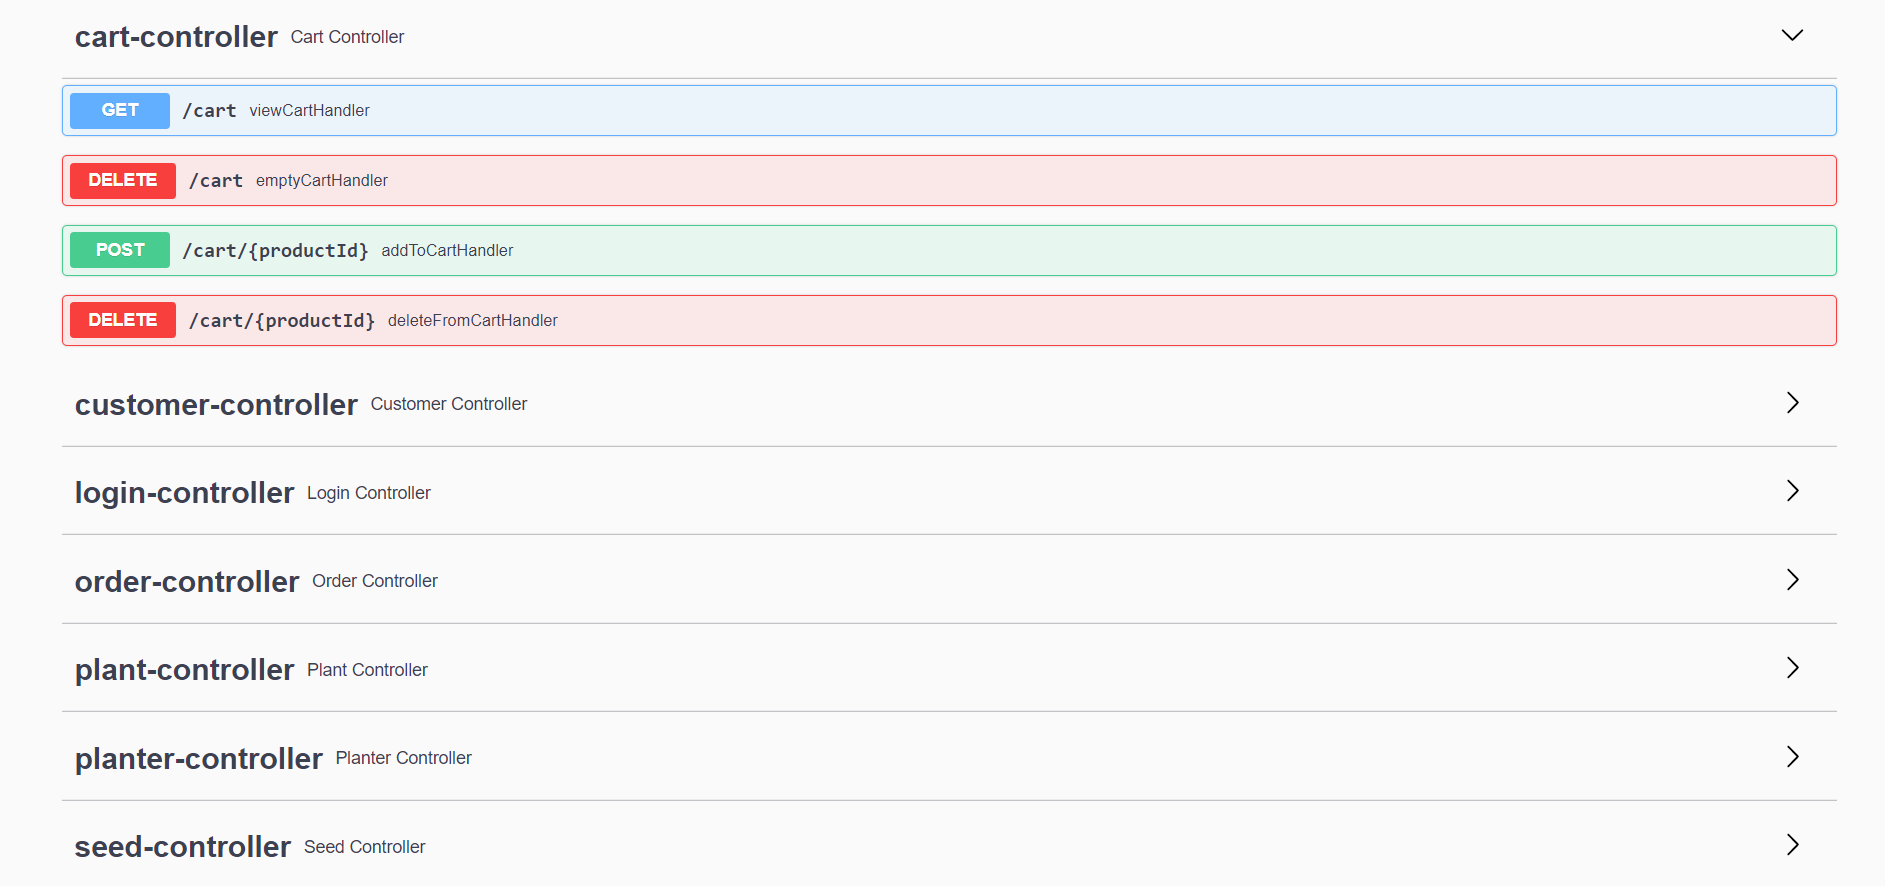 cart-controller Cart Controller
GET /cart viewCartHandler
DELETE /cart emptyCartHandler
POST /cart/{productId} addToCartHandler
DELETE /cart/{productId} deleteFromCartHandler
customer-controller Customer Controller
login-controller Login Controller
order-controller Order Controller
plant-controller Plant Controller
planter-controller Planter Controller
seed-controller Seed Controller